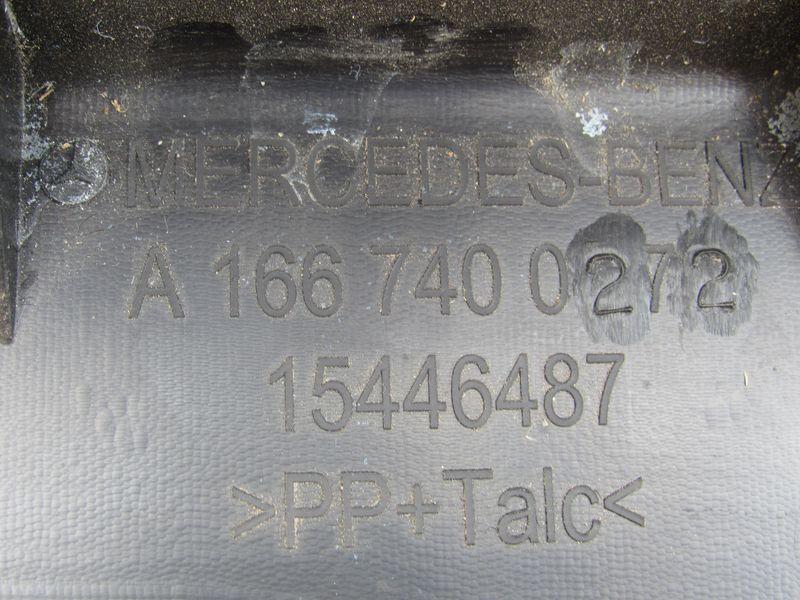 MERCEDES-BENZ
A 166 740 0272
15446487
>PP+Talc<